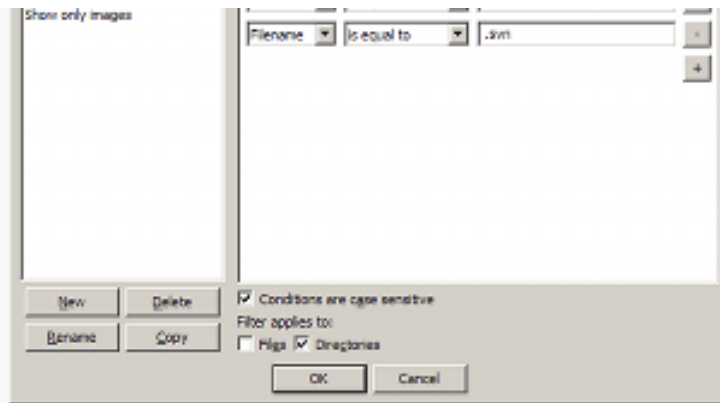 Show only images
Filename is equal to .svn
-
+
New Delete
Rename Copy
Conditions are case sensitive
Filter applies to:
Files Directories
OK Cancel